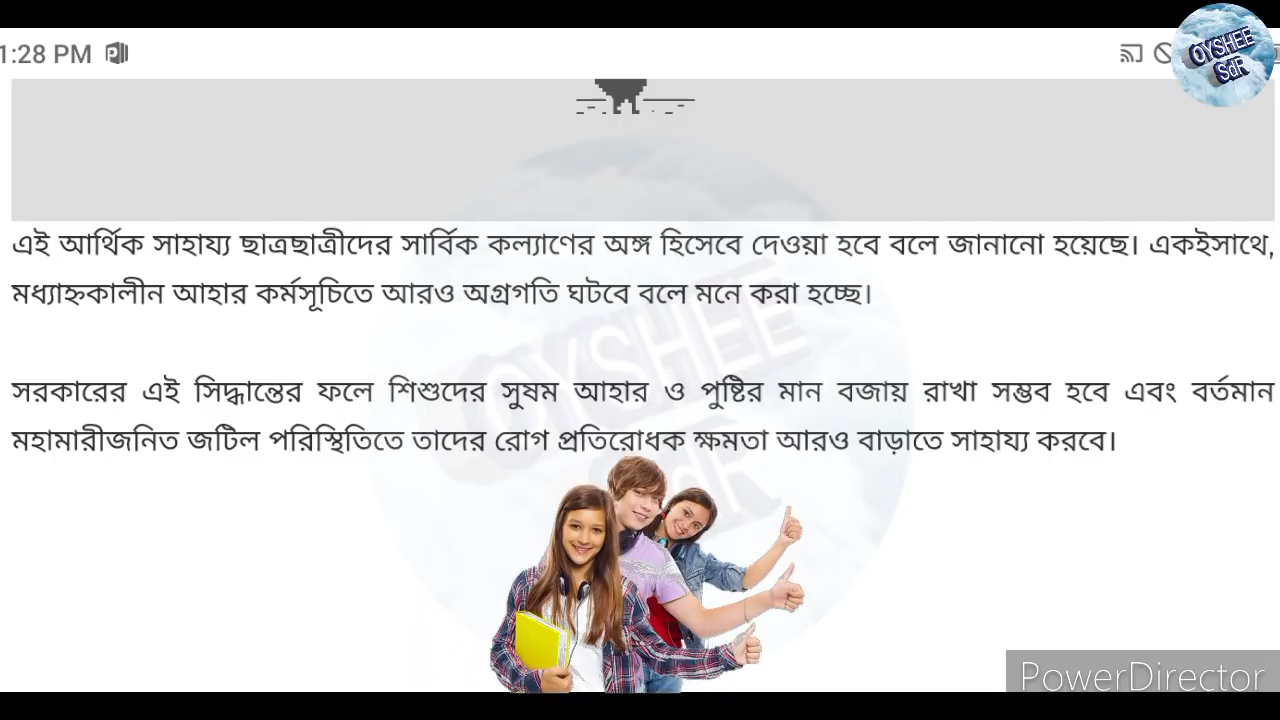 1:28 PM
OYSHEE
SdR
এই আর্থিক সাহায্য ছাত্রছাত্রীদের সার্বিক কল্যাণের অঙ্গ হিসেবে দেওয়া হবে বলে জানানো হয়েছে। একইসাথে,
মধ্যাহ্নকালীন আহার কর্মসূচিতে আরও অগ্রগতি ঘটবে বলে মনে করা হচ্ছে।
OYSHEE
সরকারের এই সিদ্ধান্তের ফলে শিশুদের সুষম আহার ও পুষ্টির মান বজায় রাখা সম্ভব হবে এবং বর্তমান
মহামারীজনিত জটিল পরিস্থিতিতে তাদের রোগ প্রতিরোধক ক্ষমতা আরও বাড়াতে সাহায্য করবে।
SdR
PowerDirector